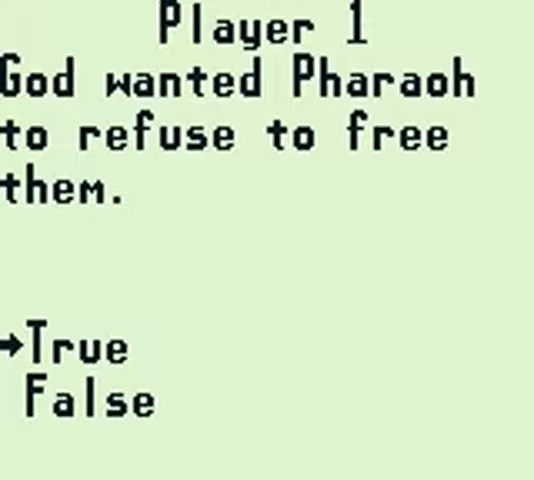 Player 1
God wanted Pharaoh
to refuse to free
them.
→True
False